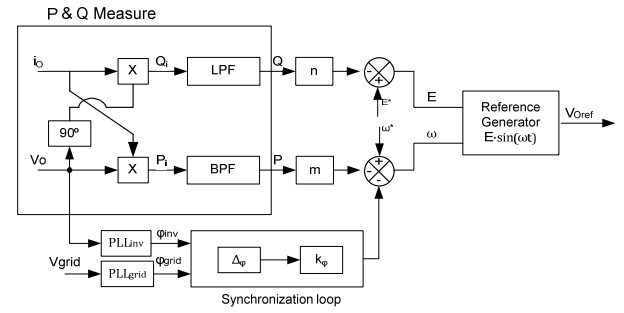 P & Q Measure
iO
X
Qi
LPF
Q
n
-
+
E*
E
Reference
Generator
E·sin(ωt)
VOref
90º
ω*
ω
Vo
X
Pi
BPF
P
m
+
-
-
PLLinv
φinv
Vgrid
PLLgrid
φgrid
Δφ
kφ
Synchronization loop